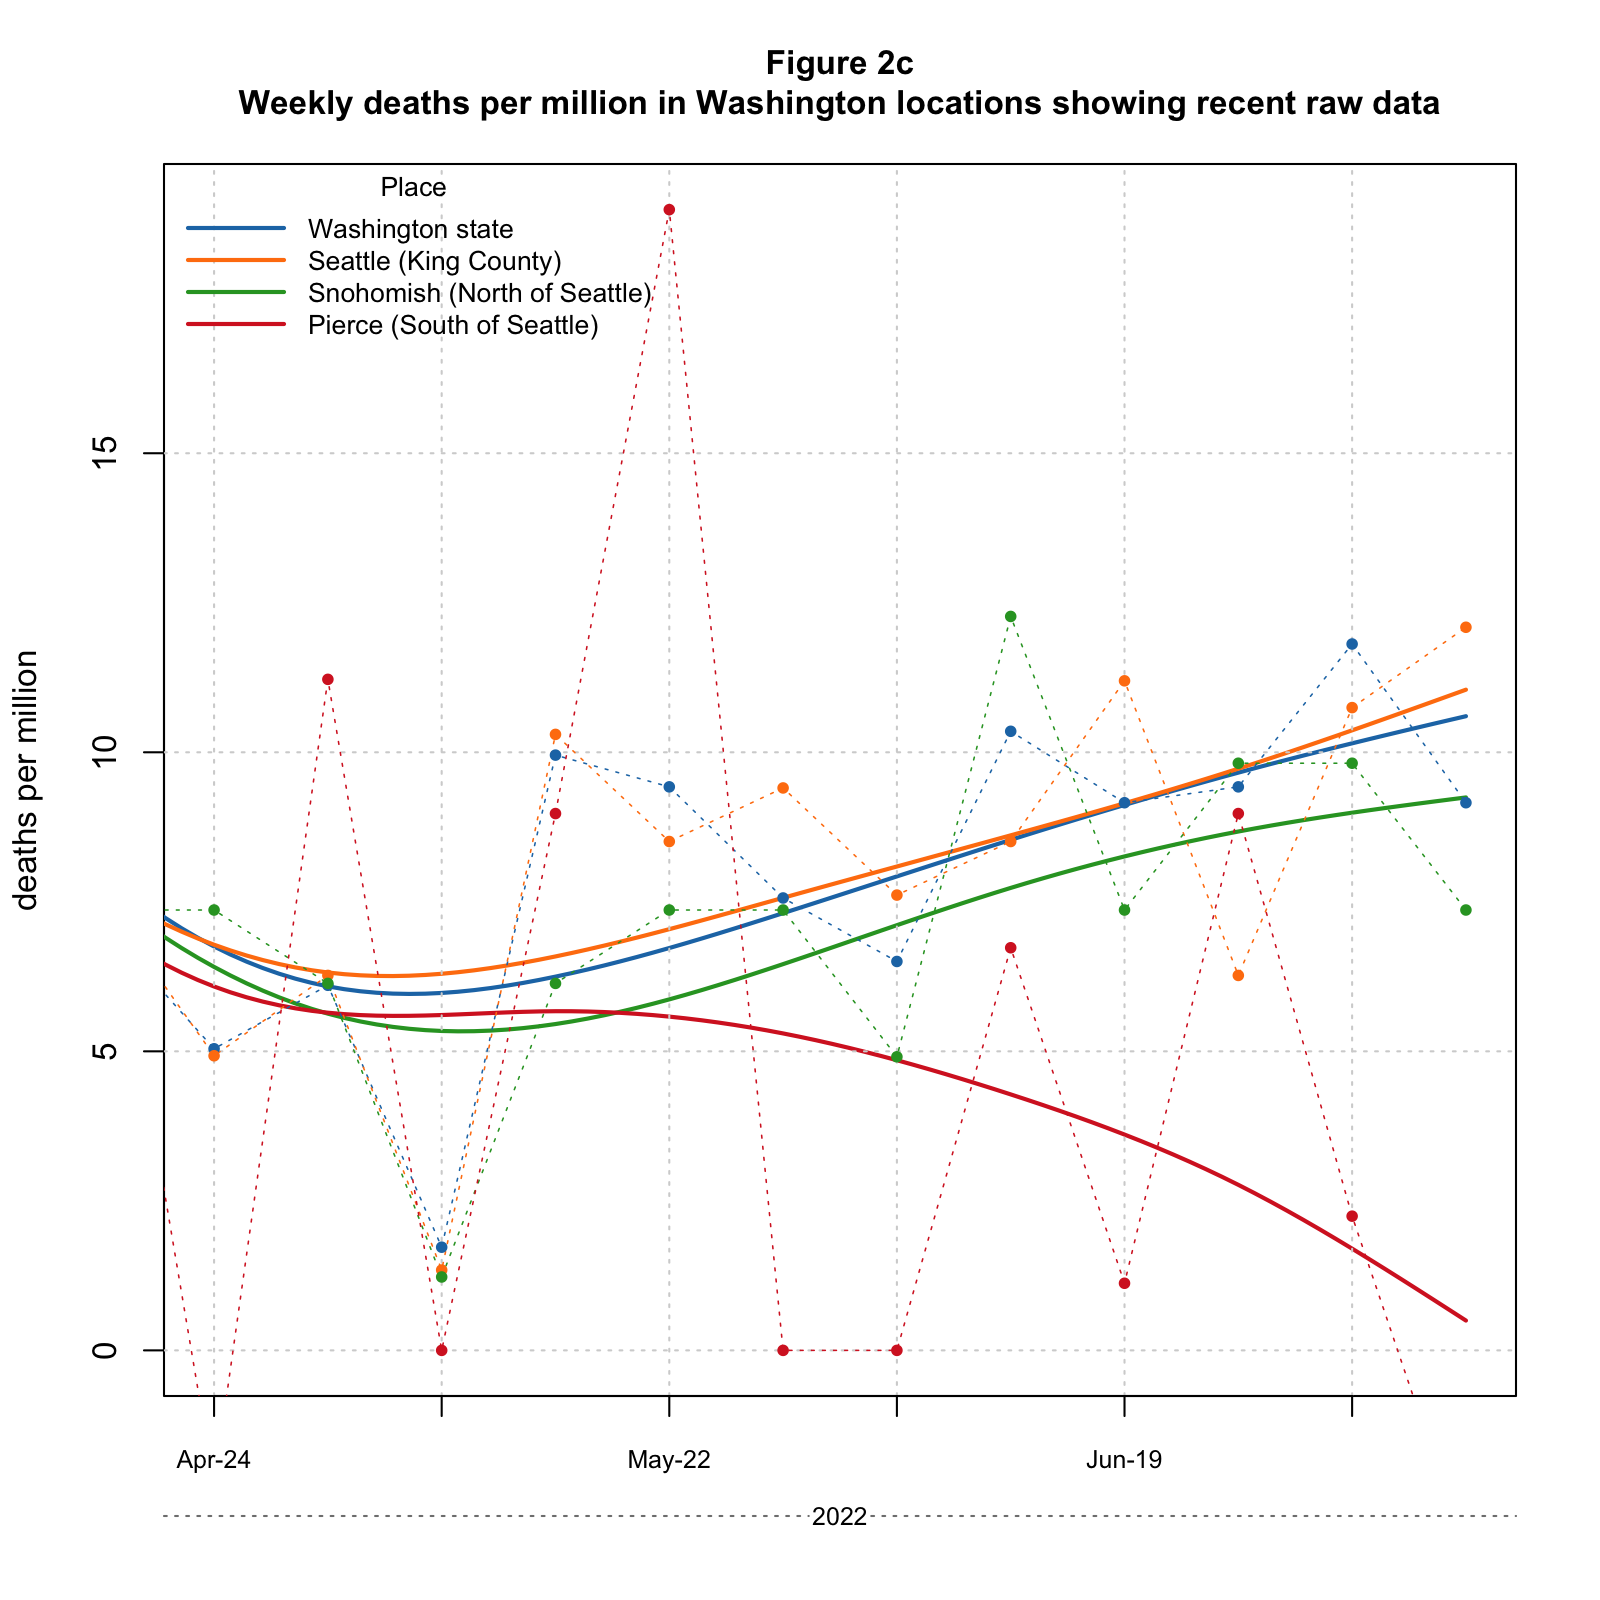 Figure 2c
Weekly deaths per million in Washington locations showing recent raw data
Place
Washington state
Seattle (King County)
Snohomish (North of Seattle)
Pierce (South of Seattle)
deaths per million
15
10
5
0
Apr-24
May-22
Jun-19
2022